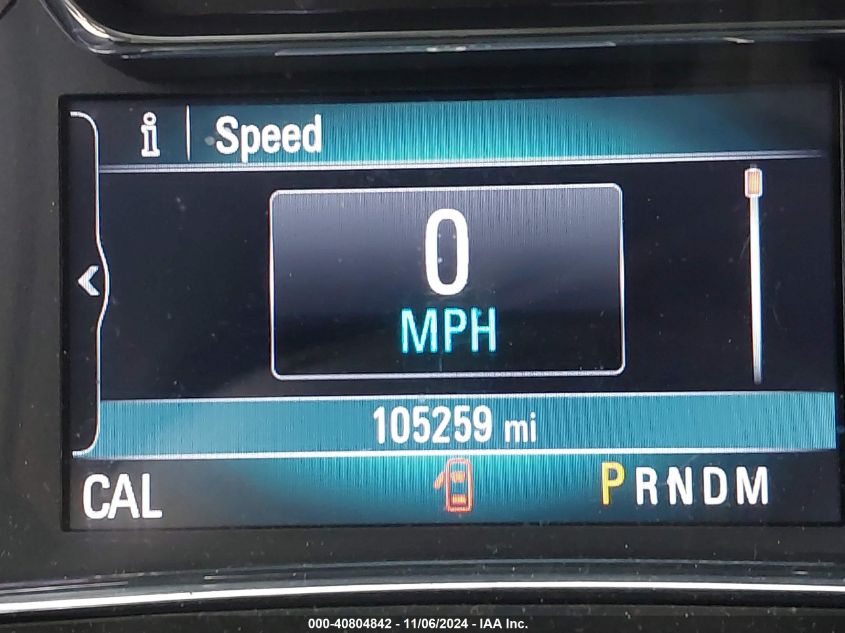 i Speed
0
MPH
105259 mi
CAL PRNDM
000-40804842 - 11/06/2024 - IAA Inc.